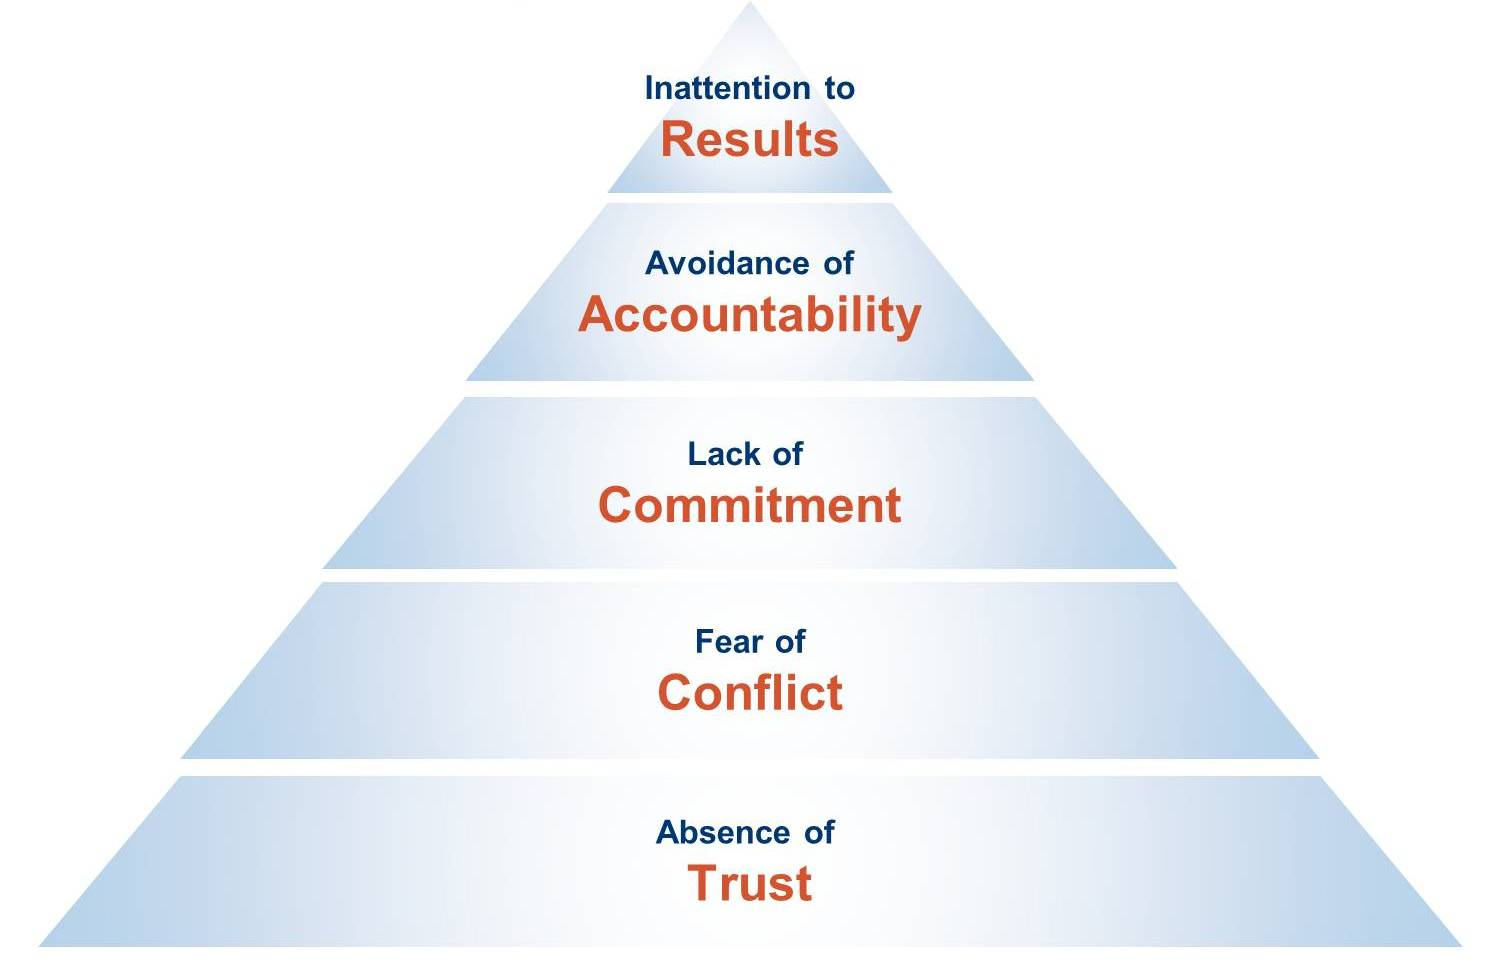 Inattention to
Results
Avoidance of
Accountability
Lack of
Commitment
Fear of
Conflict
Absence of
Trust